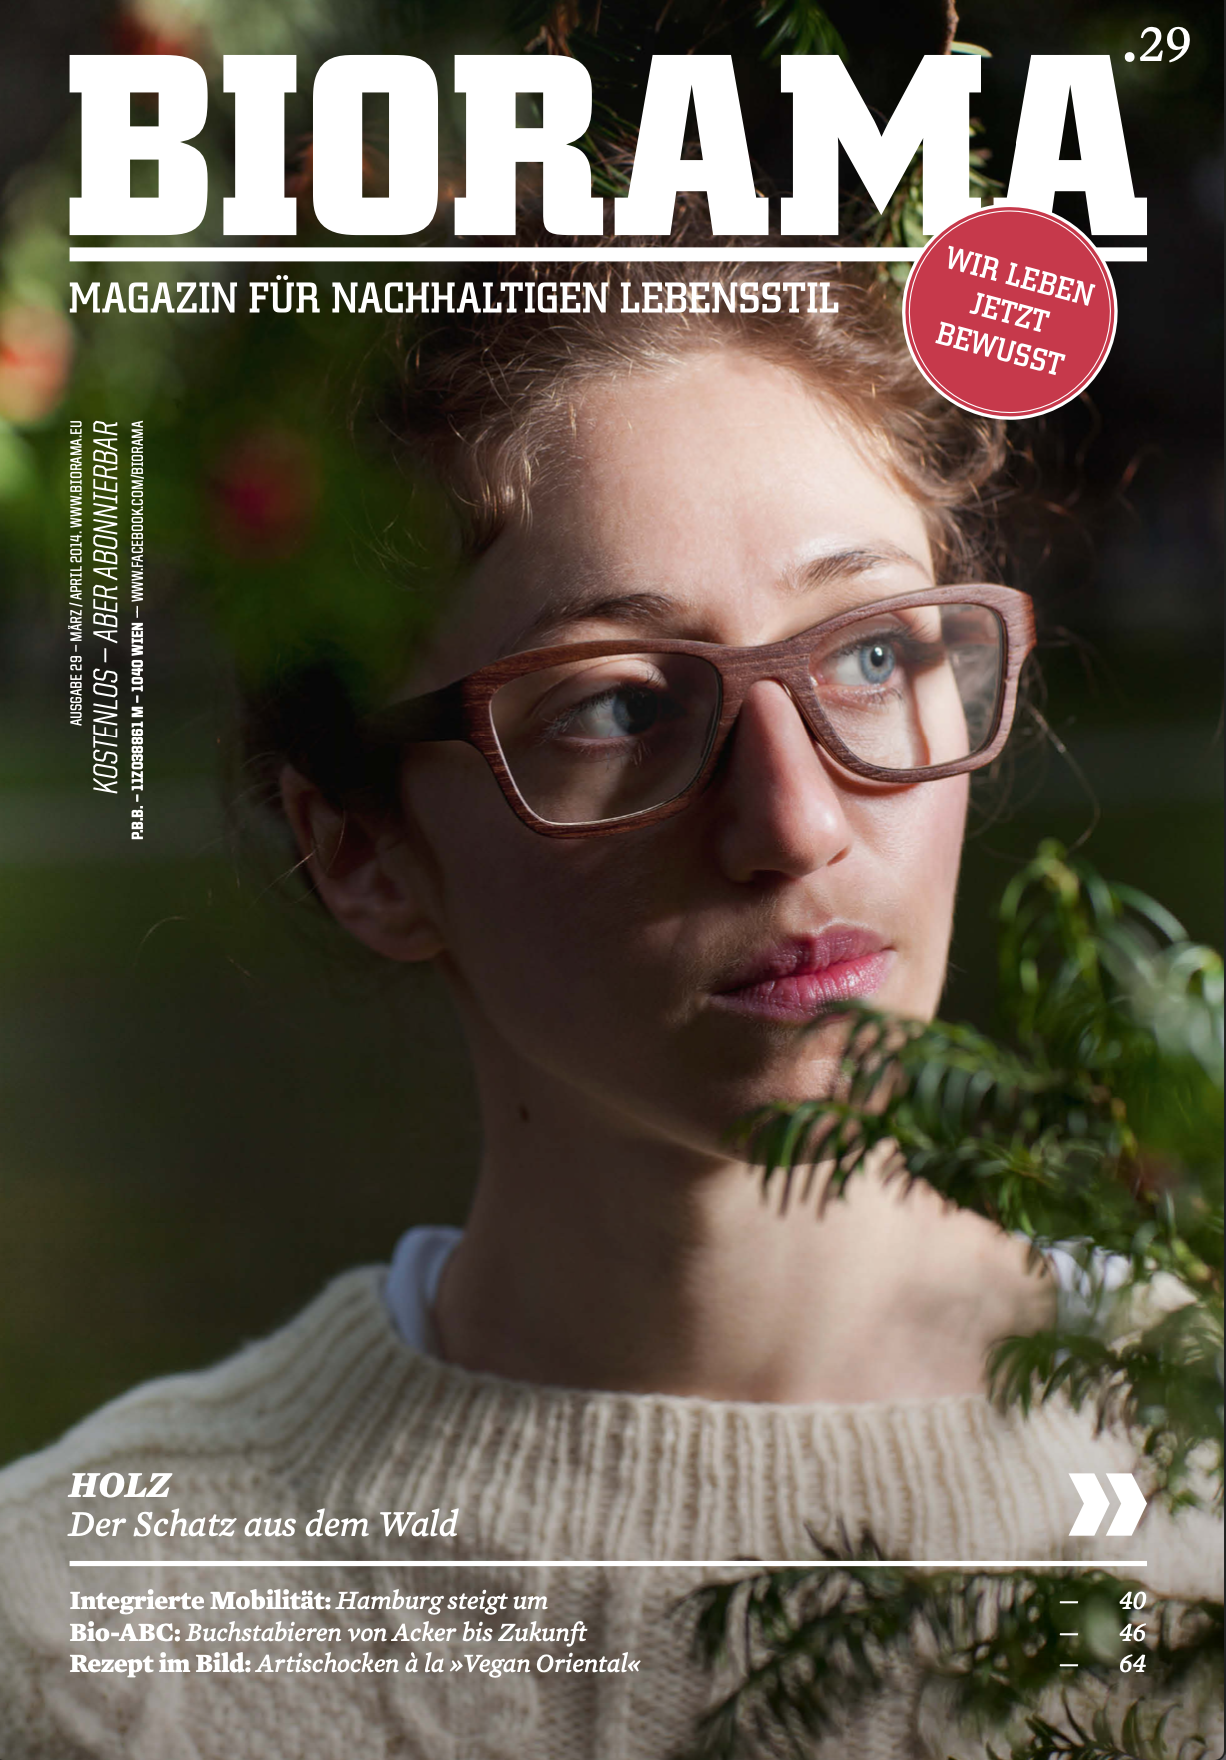 .29
BIORAMA
MAGAZIN FÜR NACHHALTIGEN LEBENSSTIL
WIR LEBEN
JETZT
BEWUSST
AUSGABE 29 – MÄRZ / APRIL 2014. WWW.BIORAMA.EU
KOSTENLOS — ABER ABONNIERBAR
P.B.B. – 11Z038861 M – 1040 WIEN — WWW.FACEBOOK.COM/BIORAMA
HOLZ
Der Schatz aus dem Wald
Integrierte Mobilität: Hamburg steigt um — 40
Bio-ABC: Buchstabieren von Acker bis Zukunft — 46
Rezept im Bild: Artischocken à la »Vegan Oriental« — 64